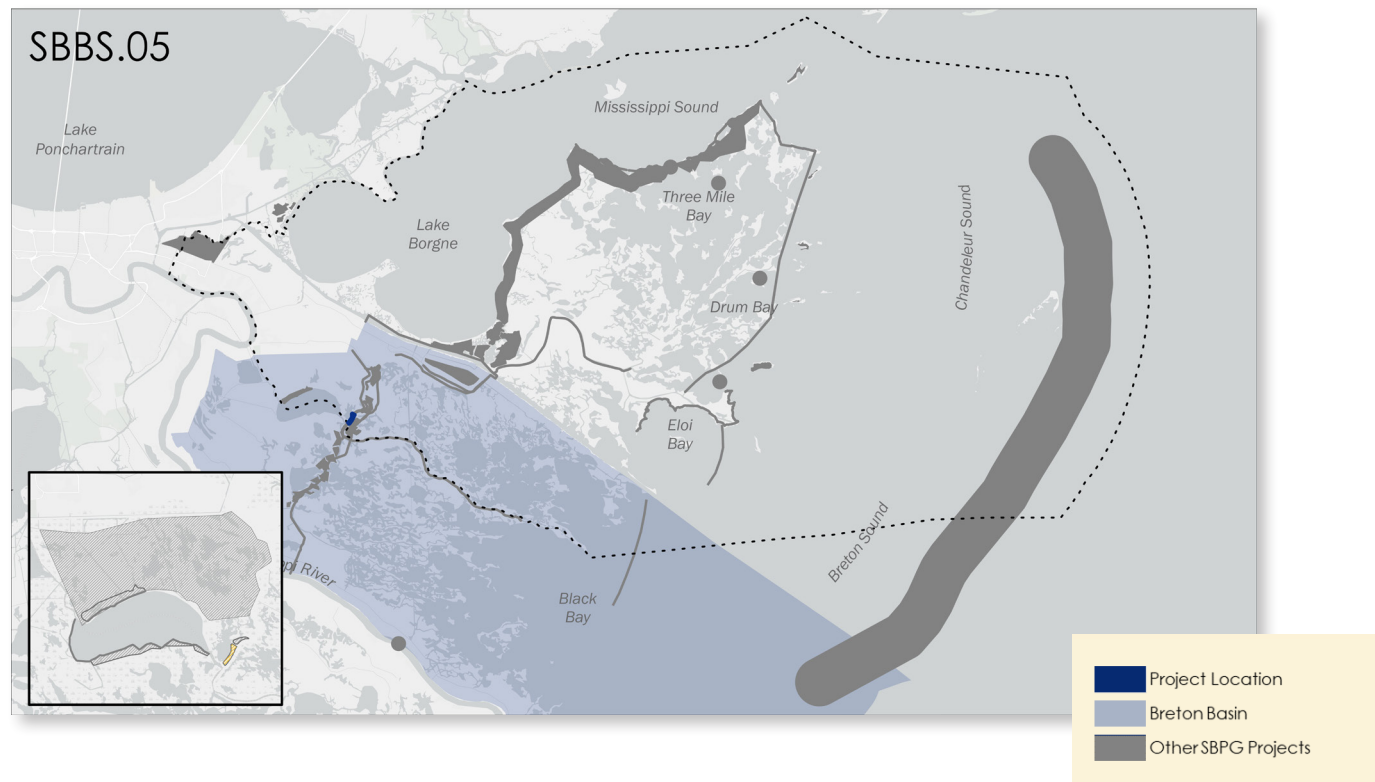 SBBS.05
Lake
Ponchartrain
Mississippi Sound
Three Mile
Bay
Lake
Borgne
Chandeleur Sound
Drum Bay
Eloi
Bay
Breton Sound
pi River
Black
Bay
Project Location
Breton Basin
Other SBPG Projects